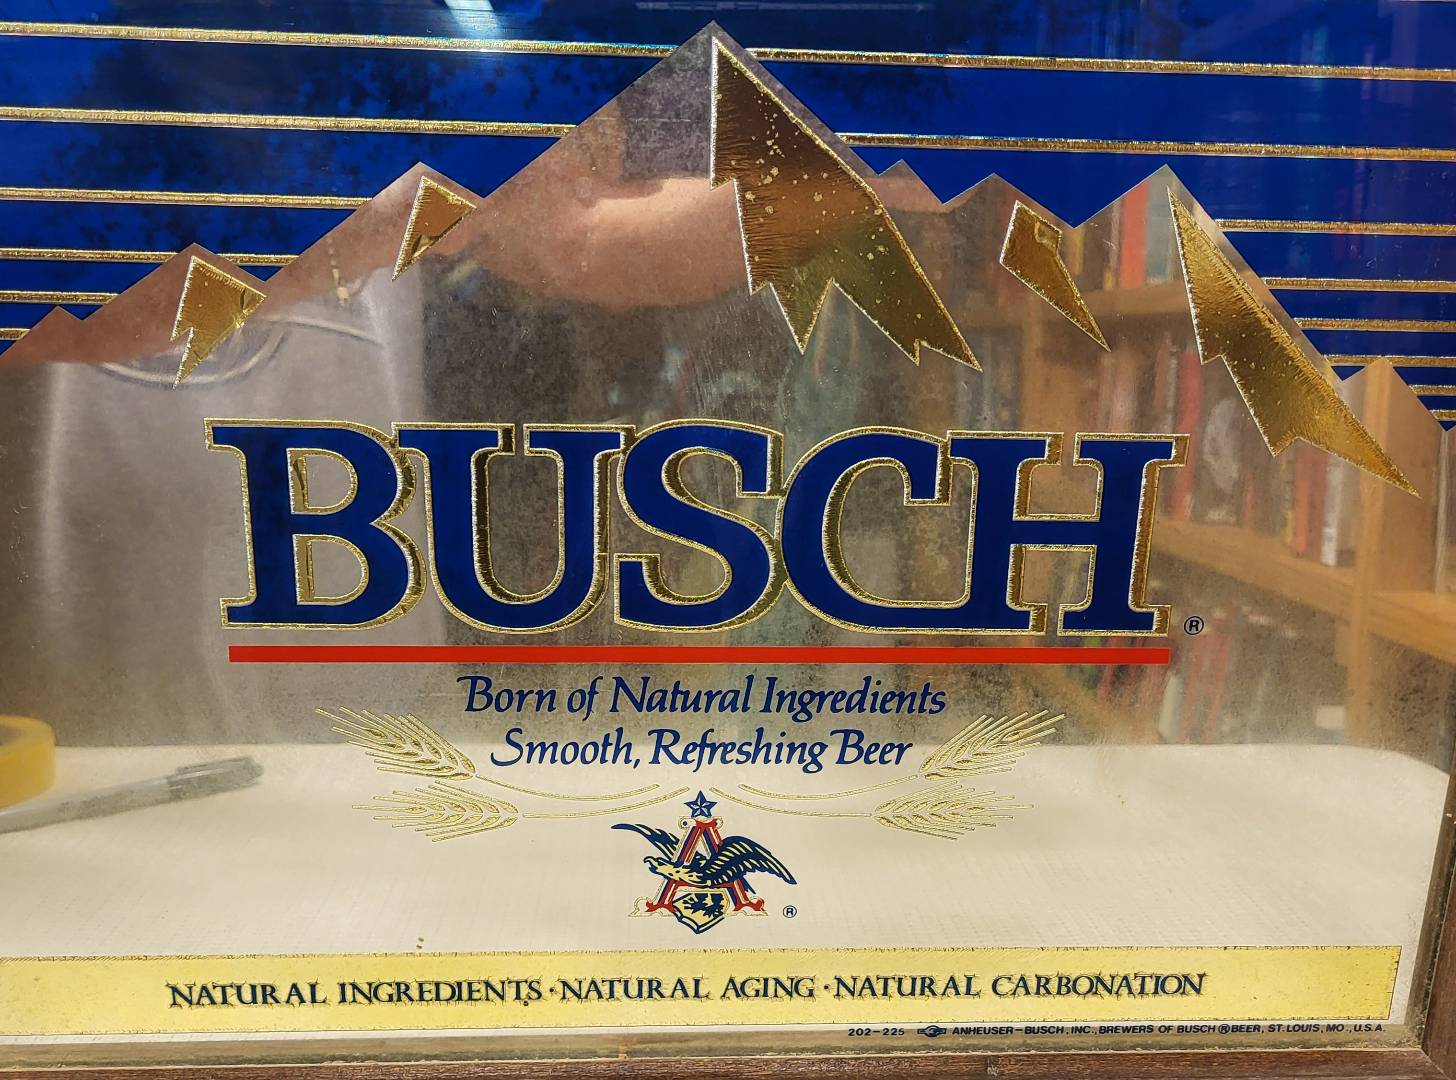 BUSCH®
Born of Natural Ingredients
Smooth, Refreshing Beer
A
®
NATURAL INGREDIENTS·NATURAL AGING·NATURAL CARBONATION
202-225 ANHEUSER-BUSCH, INC., BREWERS OF BUSCH ® BEER, ST. LOUIS, MO., U.S.A.